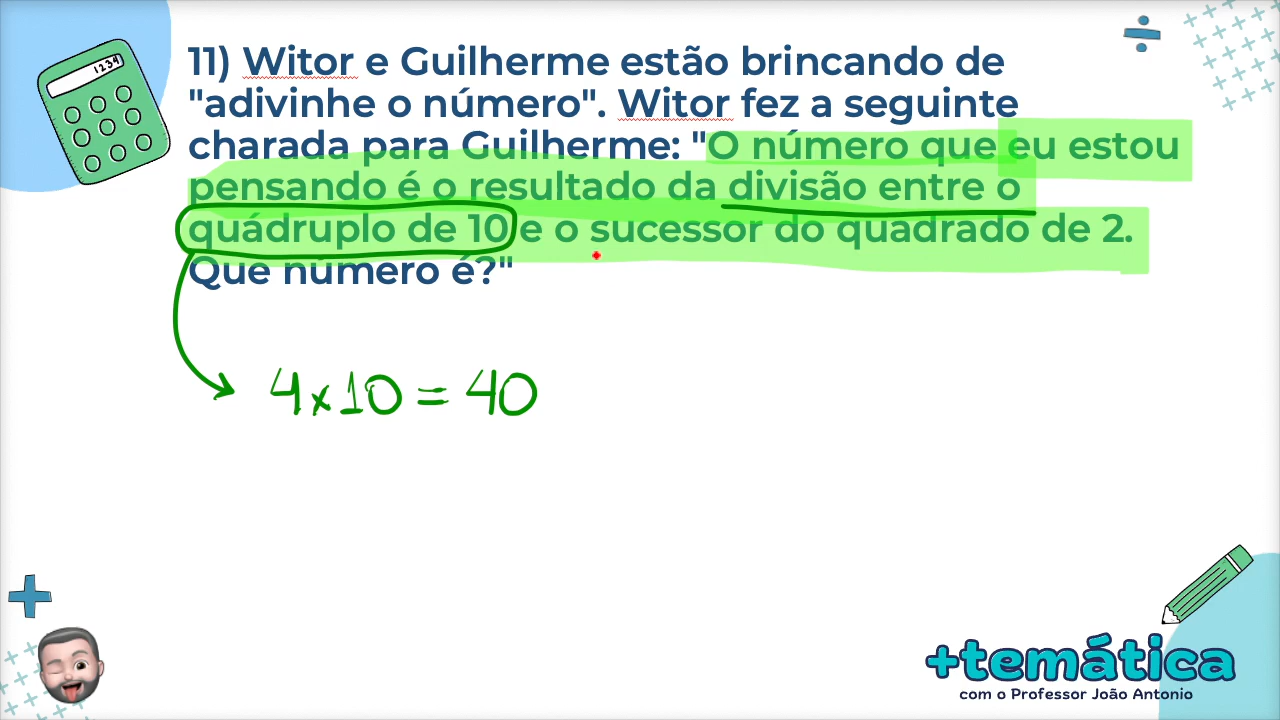 1234
11) Witor e Guilherme estão brincando de
"adivinhe o número". Witor fez a seguinte
charada para Guilherme: "O número que eu estou
pensando é o resultado da divisão entre o
quádruplo de 10 e o sucessor do quadrado de 2.
Que número é?"
4x10 = 40
+temática
com o Professor João Antonio